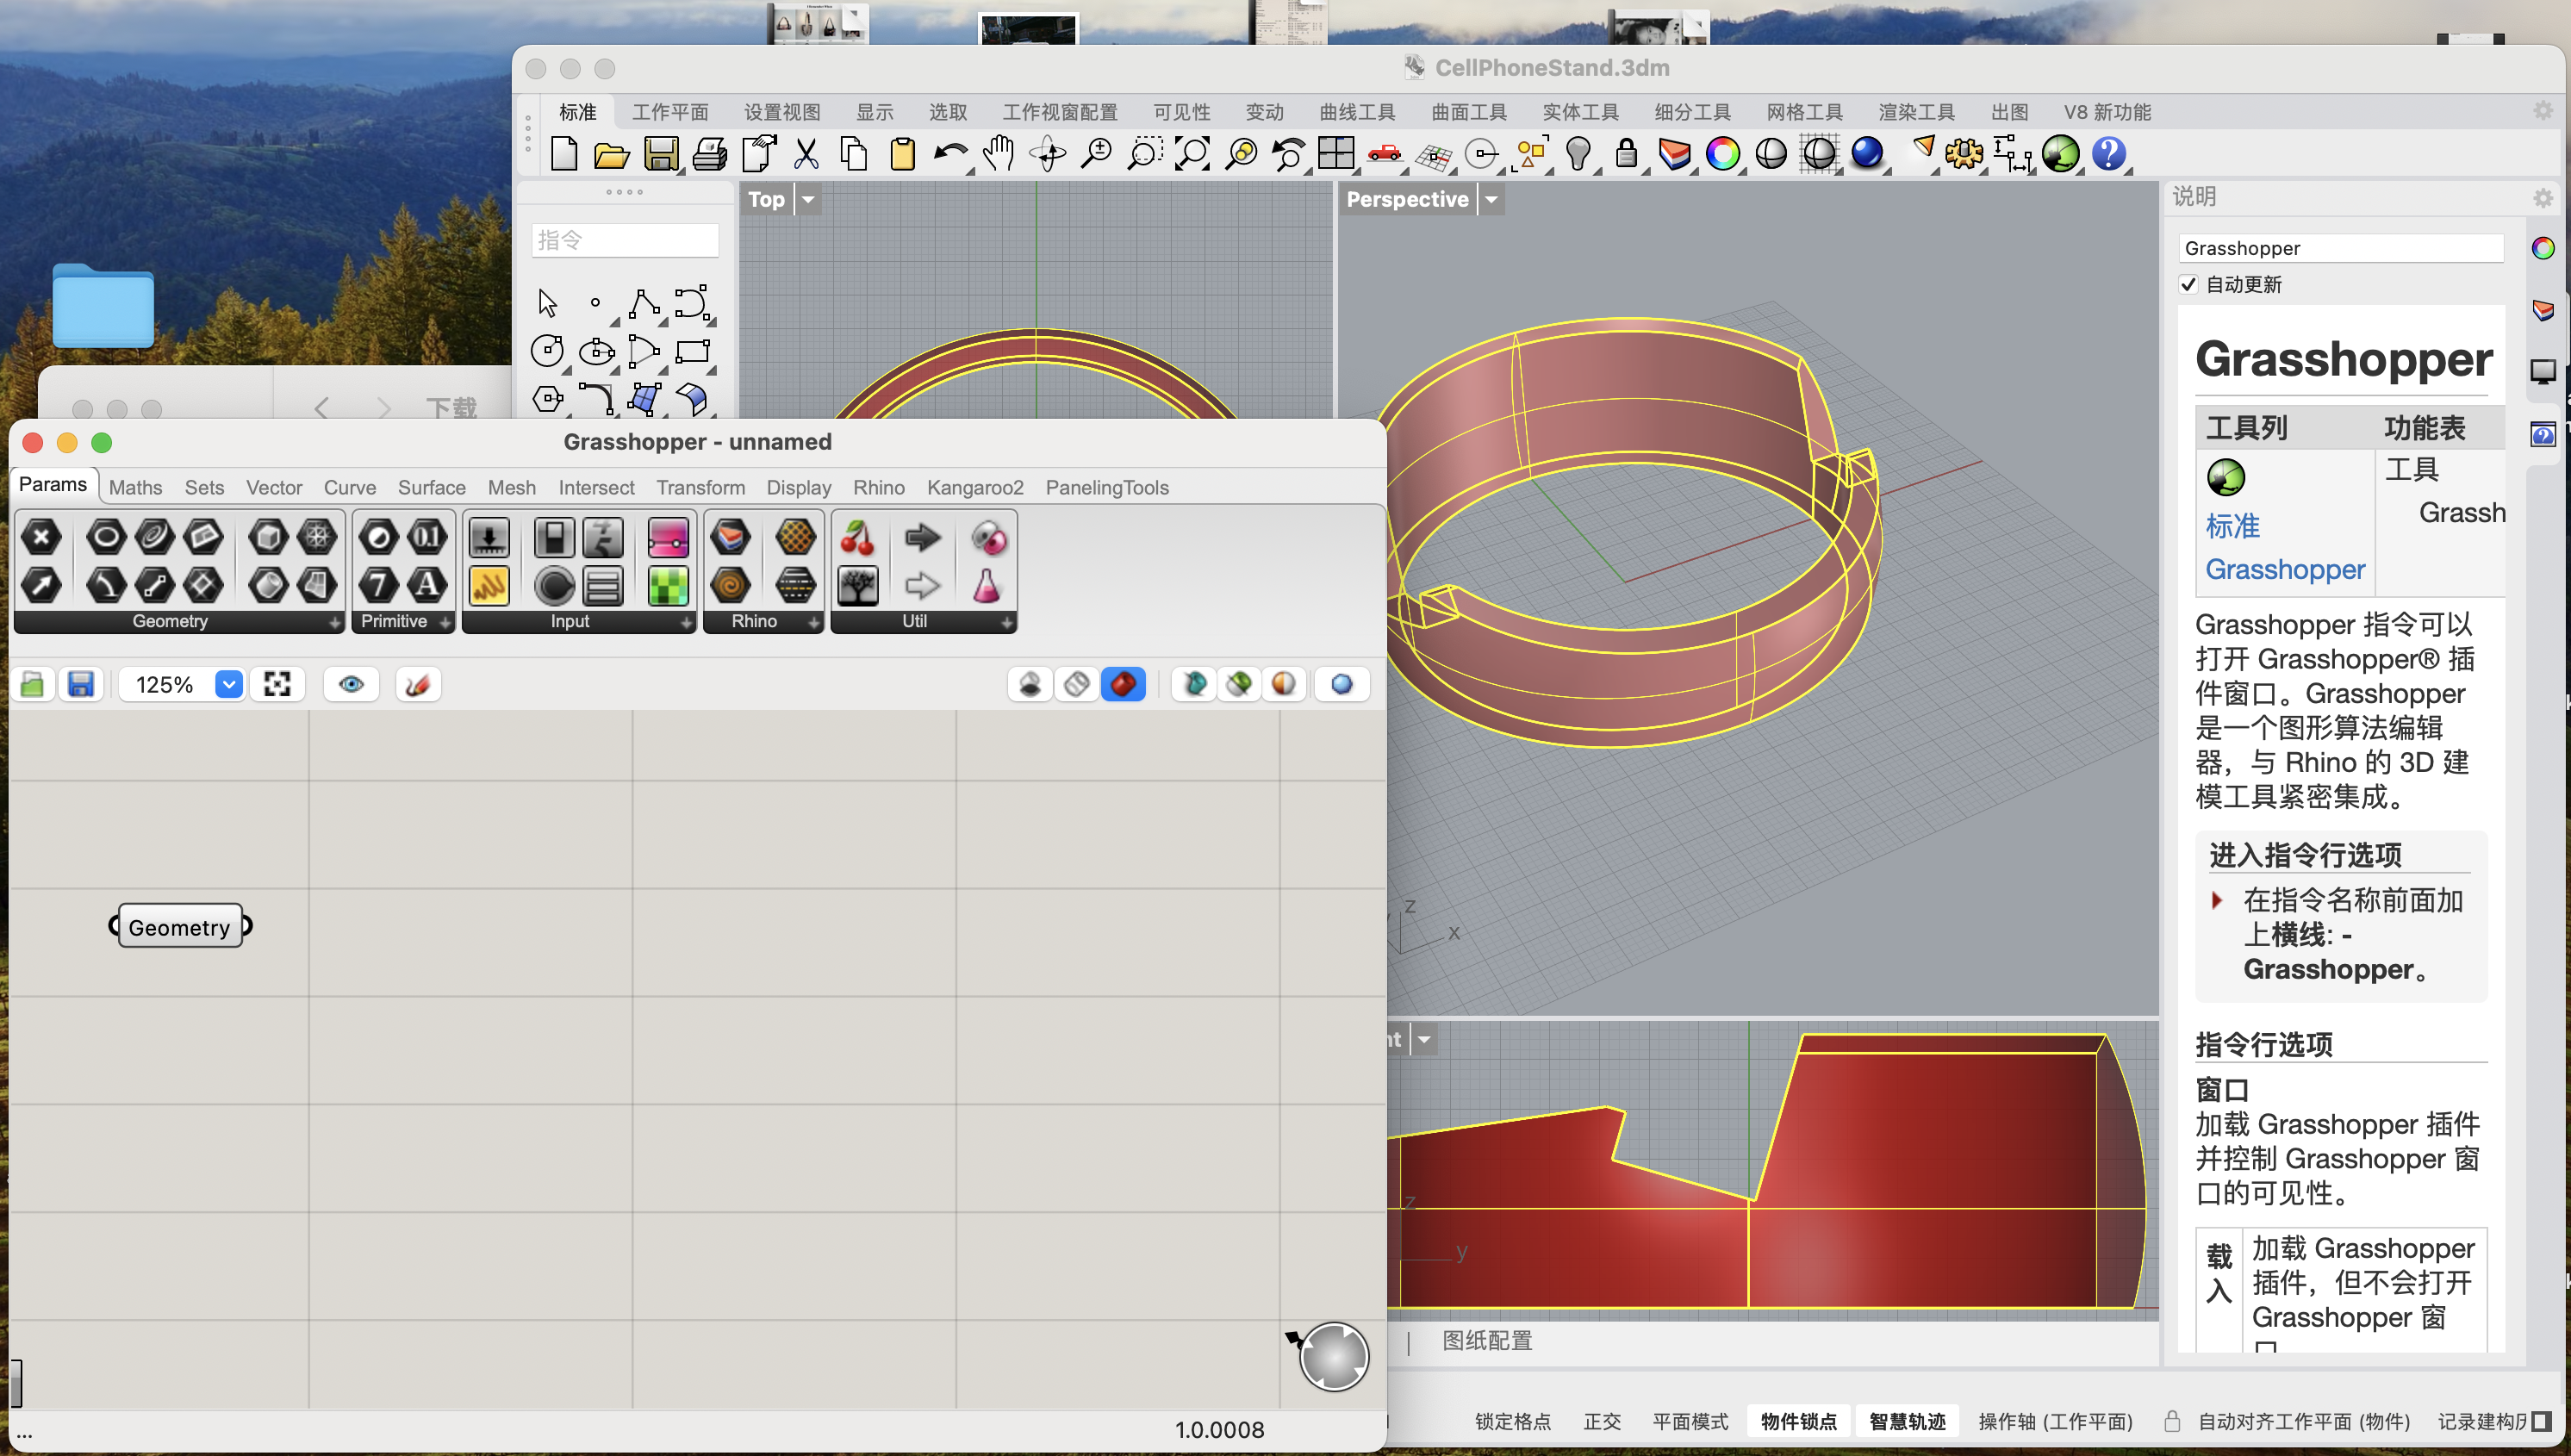 CellPhoneStand.3dm
标准 工作平面 设置视图 显示 选取 工作视窗配置 可见性 变动 曲线工具 曲面工具 实体工具 细分工具 网格工具 渲染工具 出图 V8 新功能
指令
Top
Perspective
说明
Grasshopper
自动更新
Grasshopper
工具列 功能表
标准
Grasshopper
工具
Grassh
Grasshopper 指令可以
打开 Grasshopper® 插
件窗口。Grasshopper
是一个图形算法编辑
器，与 Rhino 的 3D 建
模工具紧密集成。
进入指令行选项
在指令名称前面加
上横线: -
Grasshopper。
指令行选项
窗口
加载 Grasshopper 插件
并控制 Grasshopper 窗
口的可见性。
载
入
加载 Grasshopper
插件，但不会打开
Grasshopper 窗
下载
Grasshopper - unnamed
Params Maths Sets Vector Curve Surface Mesh Intersect Transform Display Rhino Kangaroo2 PanelingTools
0.1
7 A
Geometry Primitive Input Rhino Util
125%
Geometry
1.0.0008
...
z
x
nt
z
y
图纸配置
锁定格点 正交 平面模式 物件锁点 智慧轨迹 操作轴 (工作平面) 自动对齐工作平面 (物件) 记录建构历